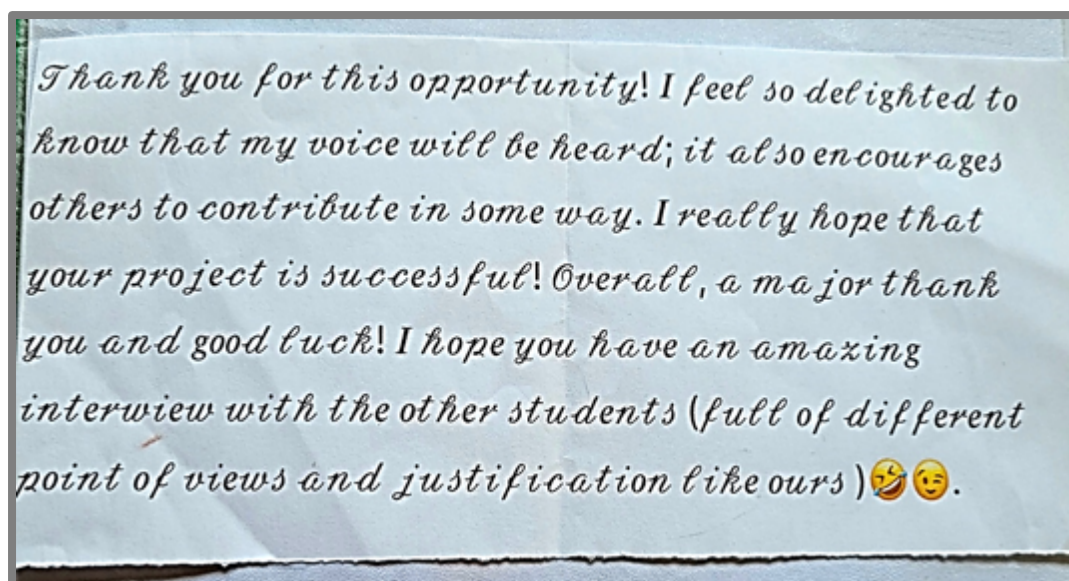 Thank you for this opportunity! I feel so delighted to
know that my voice will be heard; it also encourages
others to contribute in some way. I really hope that
your project is successful! Overall, a major thank
you and good luck! I hope you have an amazing
interwiew with the other students (full of different
point of views and justification like ours)🤣😉.